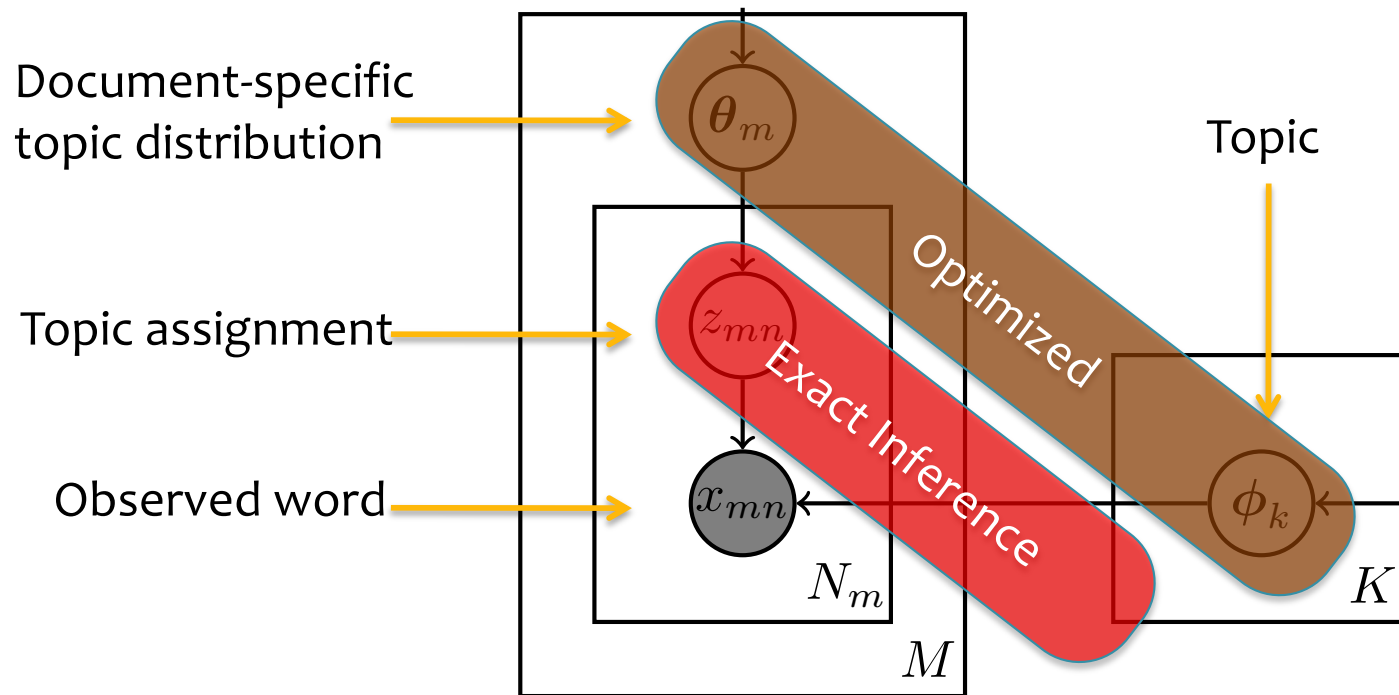 Document-specific
topic distribution
θm
Topic
Optimized
Topic assignment
zmn
Exact Inference
Observed word
xmn
ϕk
Nm
K
M